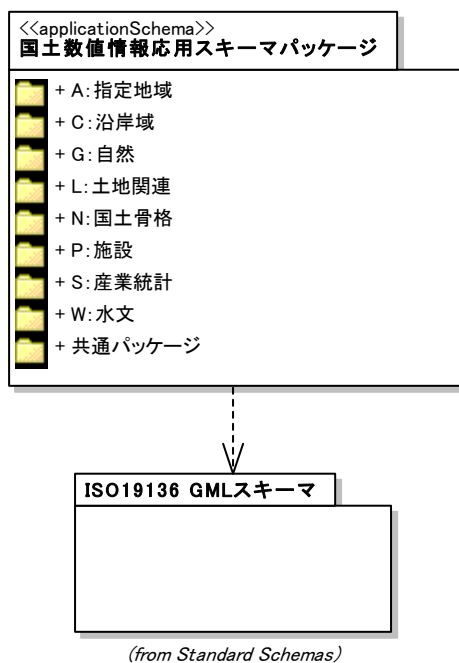 <<applicationSchema>>
国土数値情報応用スキーマパッケージ
+ A:指定地域
+ C:沿岸域
+ G:自然
+ L:土地関連
+ N:国土骨格
+ P:施設
+ S:産業統計
+ W:水文
+ 共通パッケージ
ISO19136 GMLスキーマ
(from Standard Schemas)